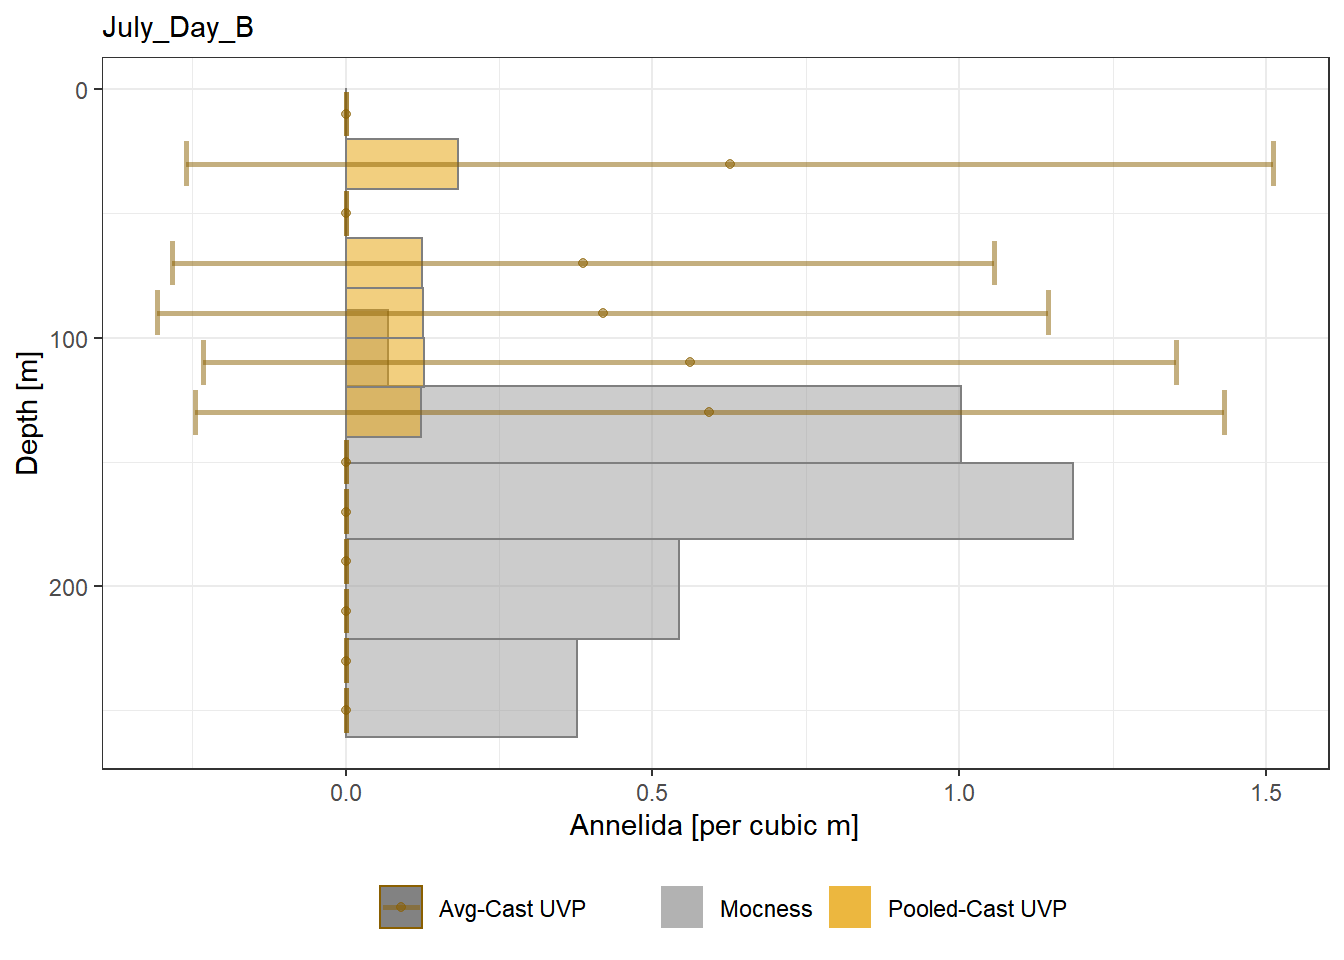 July_Day_B
0
100
200
Depth [m]
0.0 0.5 1.0 1.5
Annelida [per cubic m]
Avg-Cast UVP Mocness Pooled-Cast UVP